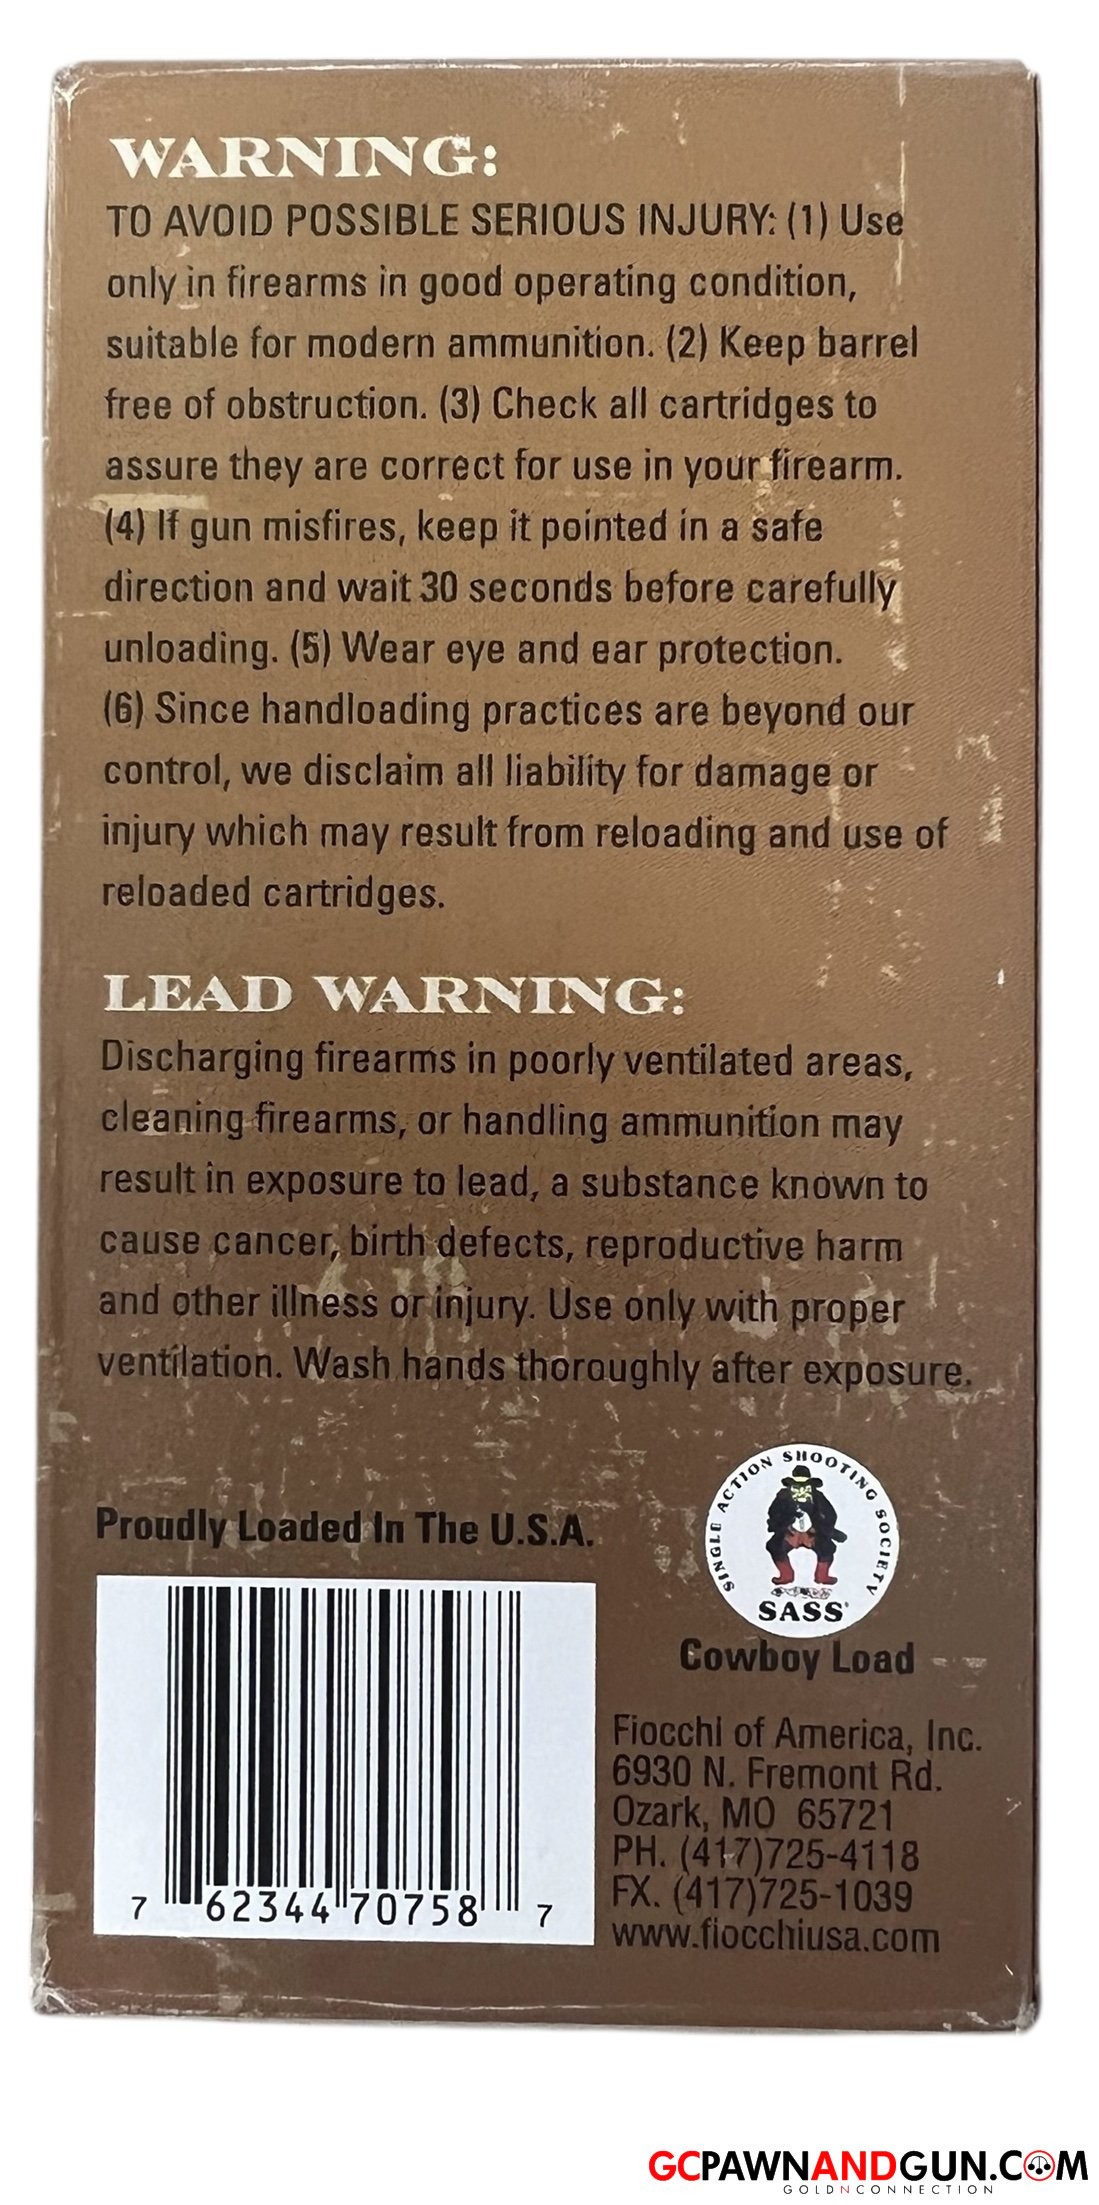 WARNING:
TO AVOID POSSIBLE SERIOUS INJURY: (1) Use
only in firearms in good operating condition,
suitable for modern ammunition. (2) Keep barrel
free of obstruction. (3) Check all cartridges to
assure they are correct for use in your firearm.
(4) If gun misfires, keep it pointed in a safe
direction and wait 30 seconds before carefully
unloading. (5) Wear eye and ear protection.
(6) Since handloading practices are beyond our
control, we disclaim all liability for damage or
injury which may result from reloading and use of
reloaded cartridges.
LEAD WARNING:
Discharging firearms in poorly ventilated areas,
cleaning firearms, or handling ammunition may
result in exposure to lead, a substance known to
cause cancer, birth defects, reproductive harm
and other illness or injury. Use only with proper
ventilation. Wash hands thoroughly after exposure.
SINGLE ACTION SHOOTING SOCIETY
SASS
Proudly Loaded In The U.S.A.
Cowboy Load
7 62344 70758 7
Fiocchi of America, Inc.
6930 N. Fremont Rd.
Ozark, MO 65721
PH. (417)725-4118
FX. (417)725-1039
www.fiocchiusa.com
GCPAWNANDGUN.COM
GOLDNCONNECTION